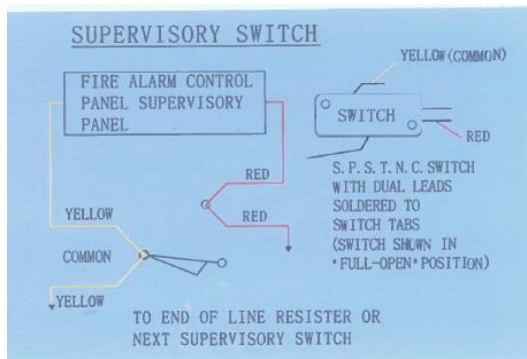 SUPERVISORY SWITCH
YELLOW(COMMON)
FIRE ALARM CONTROL
PANEL SUPERVISORY
PANEL
SWITCH
RED
RED
S.P.S.T.N.C.SWITCH
WITH DUAL LEADS
SOLDERED TO
SWITCH TABS
(SWITCH SHOWN IN
"FULL-OPEN"POSITION)
YELLOW
RED
COMMON
YELLOW
TO END OF LINE RESISTER OR
NEXT SUPERVISORY SWITCH